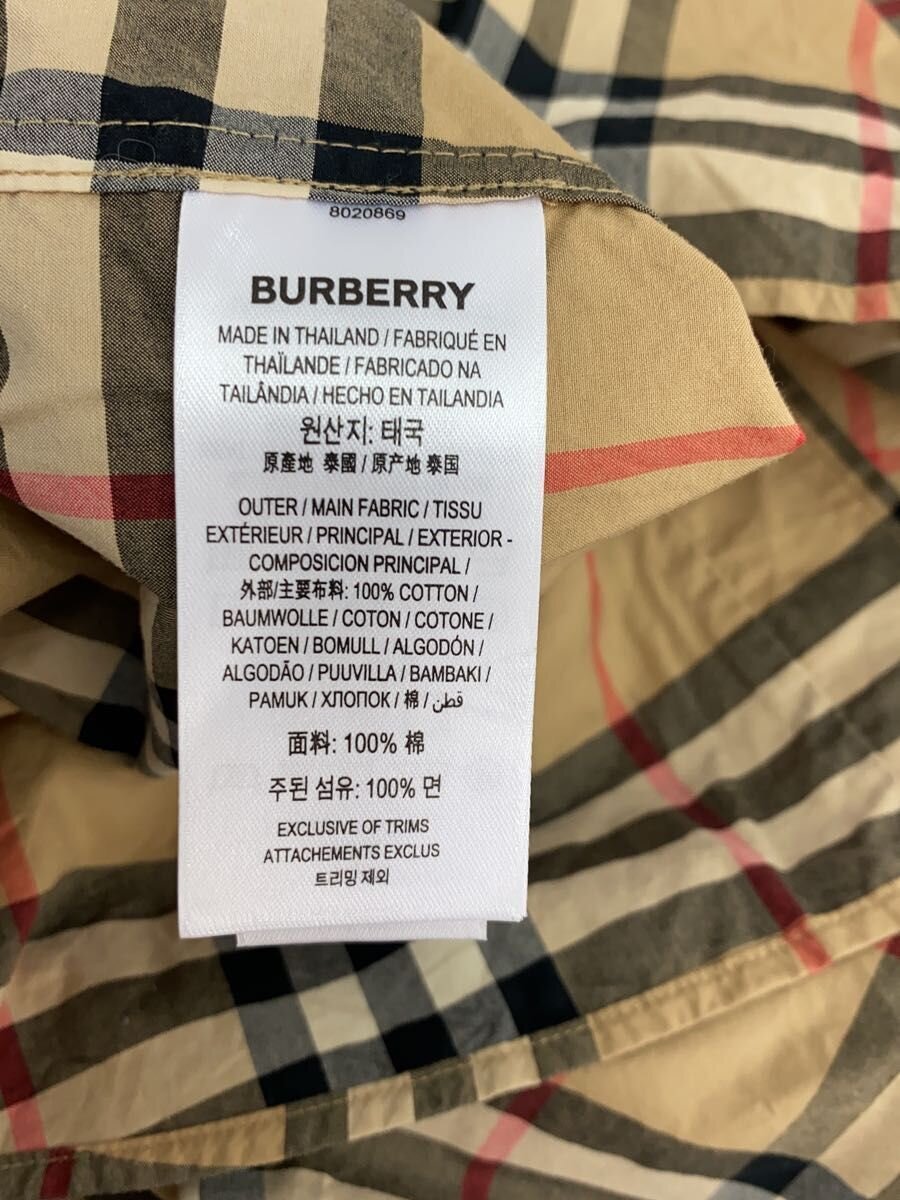 8020869
BURBERRY
MADE IN THAILAND / FABRIQUÉ EN
THAÏLANDE / FABRICADO NA
TAILÂNDIA / HECHO EN TAILANDIA
원산지: 태국
原產地 泰國 / 原产地 泰国
OUTER / MAIN FABRIC / TISSU
EXTÉRIEUR / PRINCIPAL / EXTERIOR -
COMPOSICION PRINCIPAL /
外部/主要布料: 100% COTTON /
BAUMWOLLE / COTON / COTONE /
KATOEN / BOMULL / ALGODÓN /
ALGODÃO / PUUVILLA / BAMBAKI /
PAMUK / ХЛОПОК / 棉 / قطن
面料: 100% 棉
주된 섬유: 100% 면
EXCLUSIVE OF TRIMS
ATTACHEMENTS EXCLUS
트리밍 제외